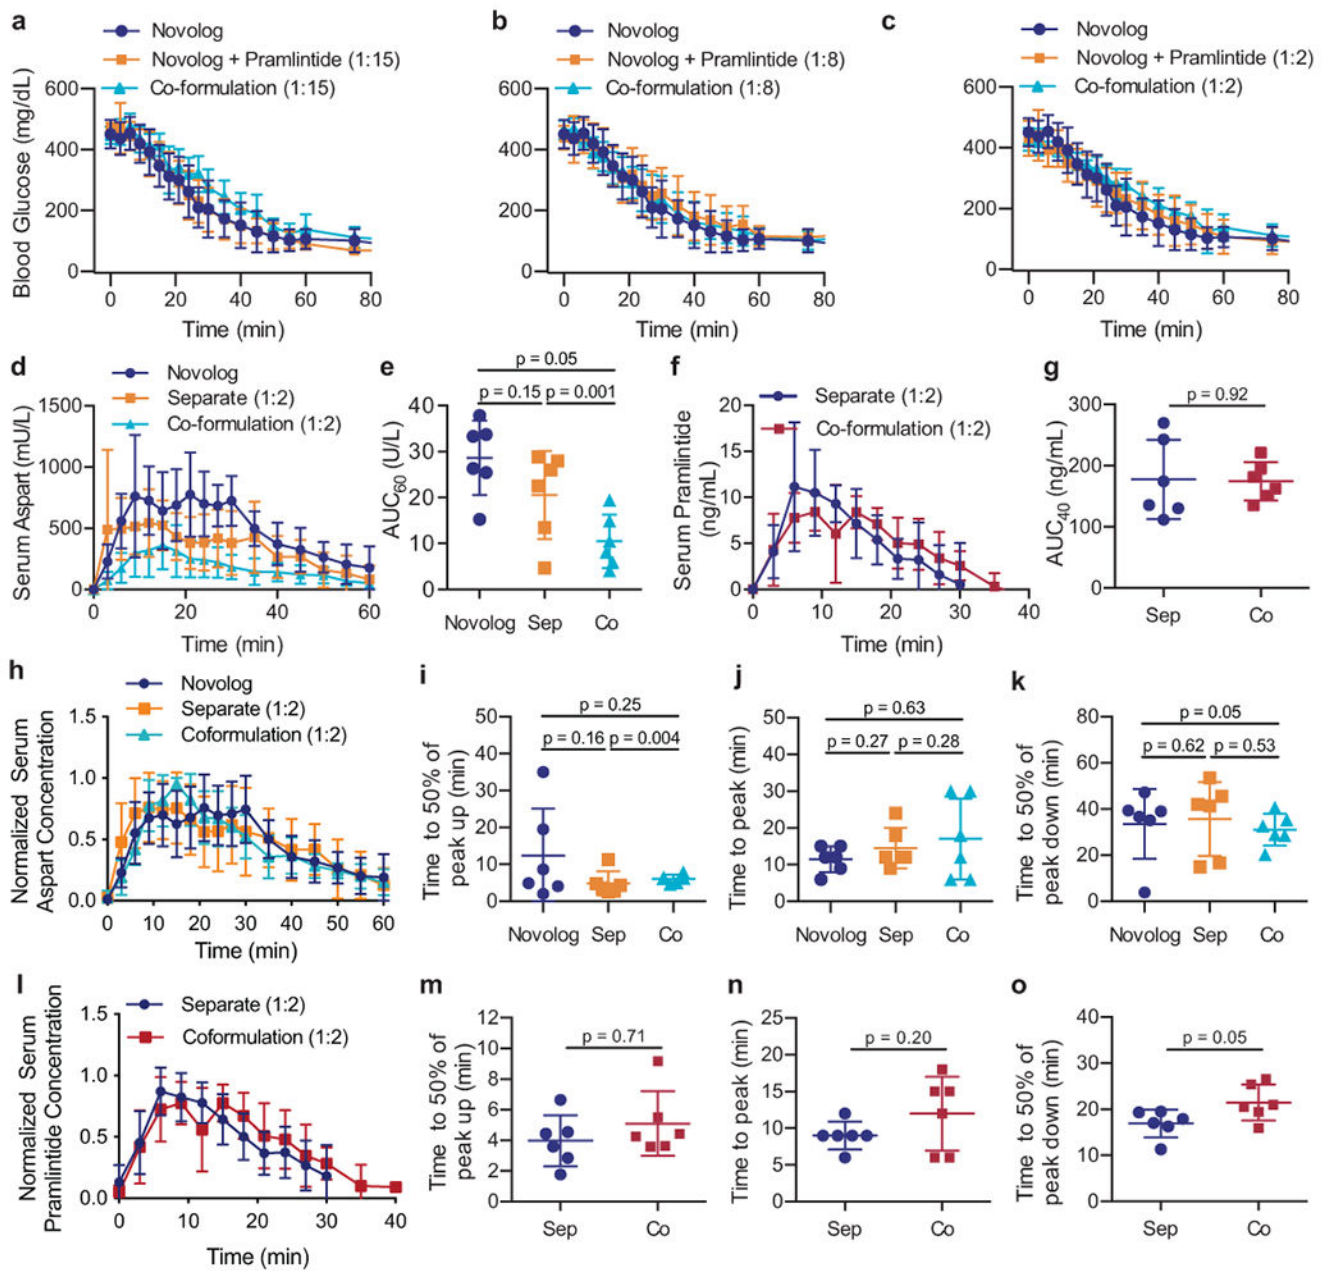 a
Novolog
Novolog + Pramlintide (1:15)
Co-formulation (1:15)
Blood Glucose (mg/dL)
600
400
200
0
0 20 40 60 80
Time (min)
b
Novolog
Novolog + Pramlintide (1:8)
Co-fomulation (1:8)
600
400
200
0
0 20 40 60 80
Time (min)
c
Novolog
Novolog + Pramlintide (1:2)
Co-fomulation (1:2)
600
400
200
0
0 20 40 60 80
Time (min)
d
Novolog
Separate (1:2)
Co-formulation (1:2)
Serum Aspart (mU/L)
1500
1000
500
0
0 20 40 60
Time (min)
e
p = 0.05
p = 0.15 p = 0.001
AUC60 (U/L)
40
30
20
10
0
Novolog Sep Co
f
Separate (1:2)
Co-formulation (1:2)
Serum Pramlintide
(ng/mL)
20
15
10
5
0
0 10 20 30 40
Time (min)
g
p = 0.92
AUC40 (ng/mL)
300
200
100
0
Sep Co
h
Novolog
Separate (1:2)
Coformulation (1:2)
Normalized Serum
Aspart Concentration
1.5
1.0
0.5
0.0
0 10 20 30 40 50 60
Time (min)
i
p = 0.25
p = 0.16 p = 0.004
Time to 50% of
peak up (min)
50
40
30
20
10
0
Novolog Sep Co
j
p = 0.63
p = 0.27 p = 0.28
Time to peak (min)
50
40
30
20
10
0
Novolog Sep Co
k
p = 0.05
p = 0.62 p = 0.53
Time to 50% of
peak down (min)
80
60
40
20
0
Novolog Sep Co
l
Separate (1:2)
Coformulation (1:2)
Normalized Serum
Pramlintide Concentration
1.5
1.0
0.5
0.0
0 10 20 30 40
Time (min)
m
p = 0.71
Time to 50% of
peak up (min)
12
10
8
6
4
2
0
Sep Co
n
p = 0.20
Time to peak (min)
25
20
15
10
5
0
Sep Co
o
p = 0.05
Time to 50% of
peak down (min)
40
30
20
10
0
Sep Co